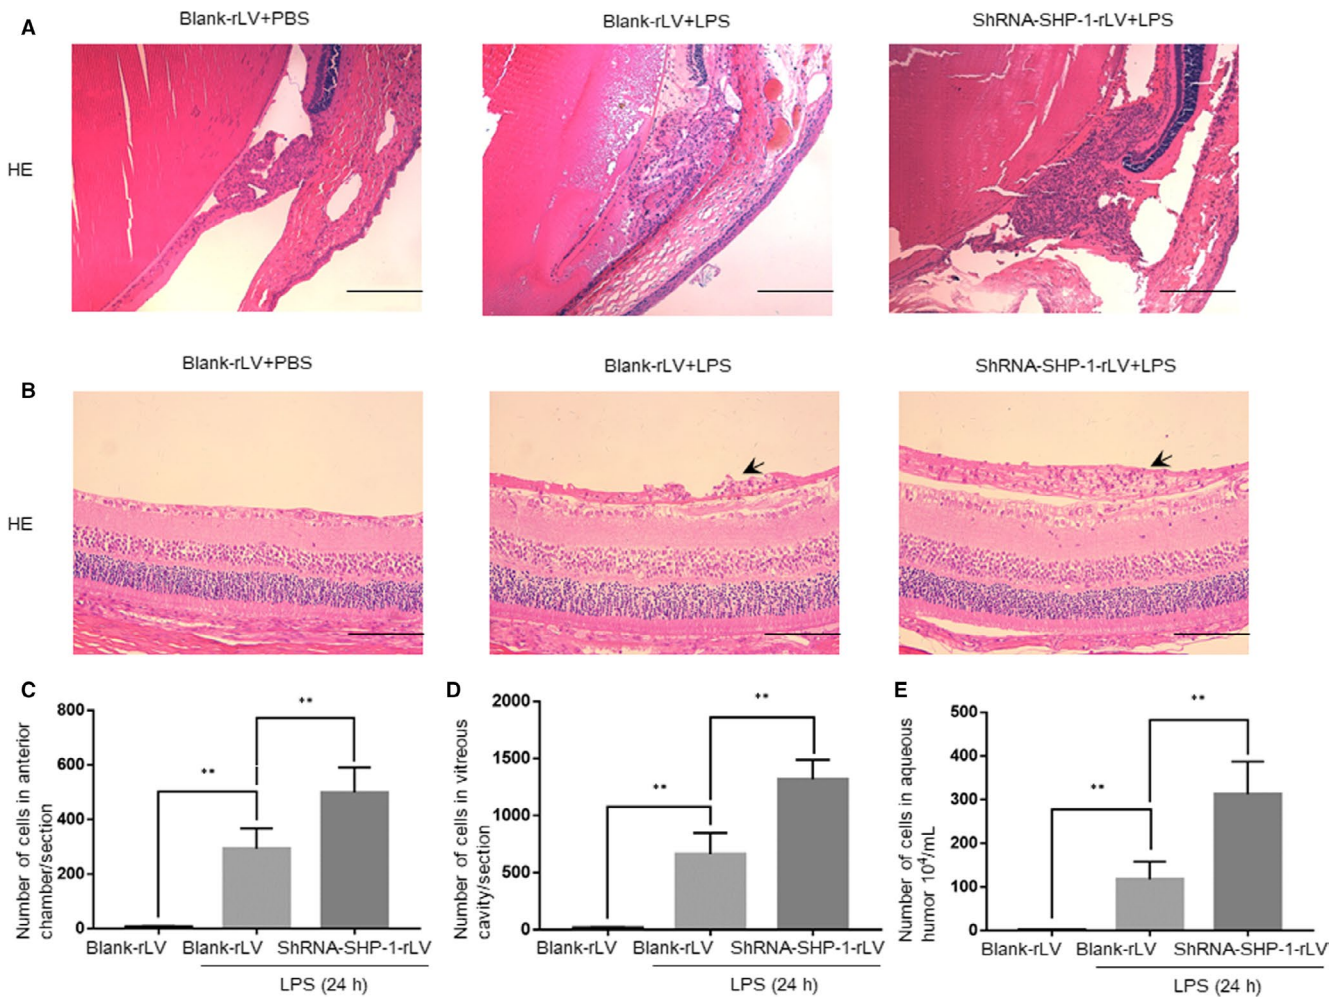 A
Blank-rLV+PBS
Blank-rLV+LPS
ShRNA-SHP-1-rLV+LPS
HE
B
Blank-rLV+PBS
Blank-rLV+LPS
ShRNA-SHP-1-rLV+LPS
HE
C
Number of cells in anterior
chamber/section
800
600
400
200
0
**
**
Blank-rLV
Blank-rLV
ShRNA-SHP-1-rLV
LPS (24 h)
D
Number of cells in vitreous
cavity/section
2000
1500
1000
500
0
**
**
Blank-rLV
Blank-rLV
ShRNA-SHP-1-rLV
LPS (24 h)
E
Number of cells in aqueous
humor 10⁴/mL
500
400
300
200
100
0
**
**
Blank-rLV
Blank-rLV
ShRNA-SHP-1-rLV
LPS (24 h)